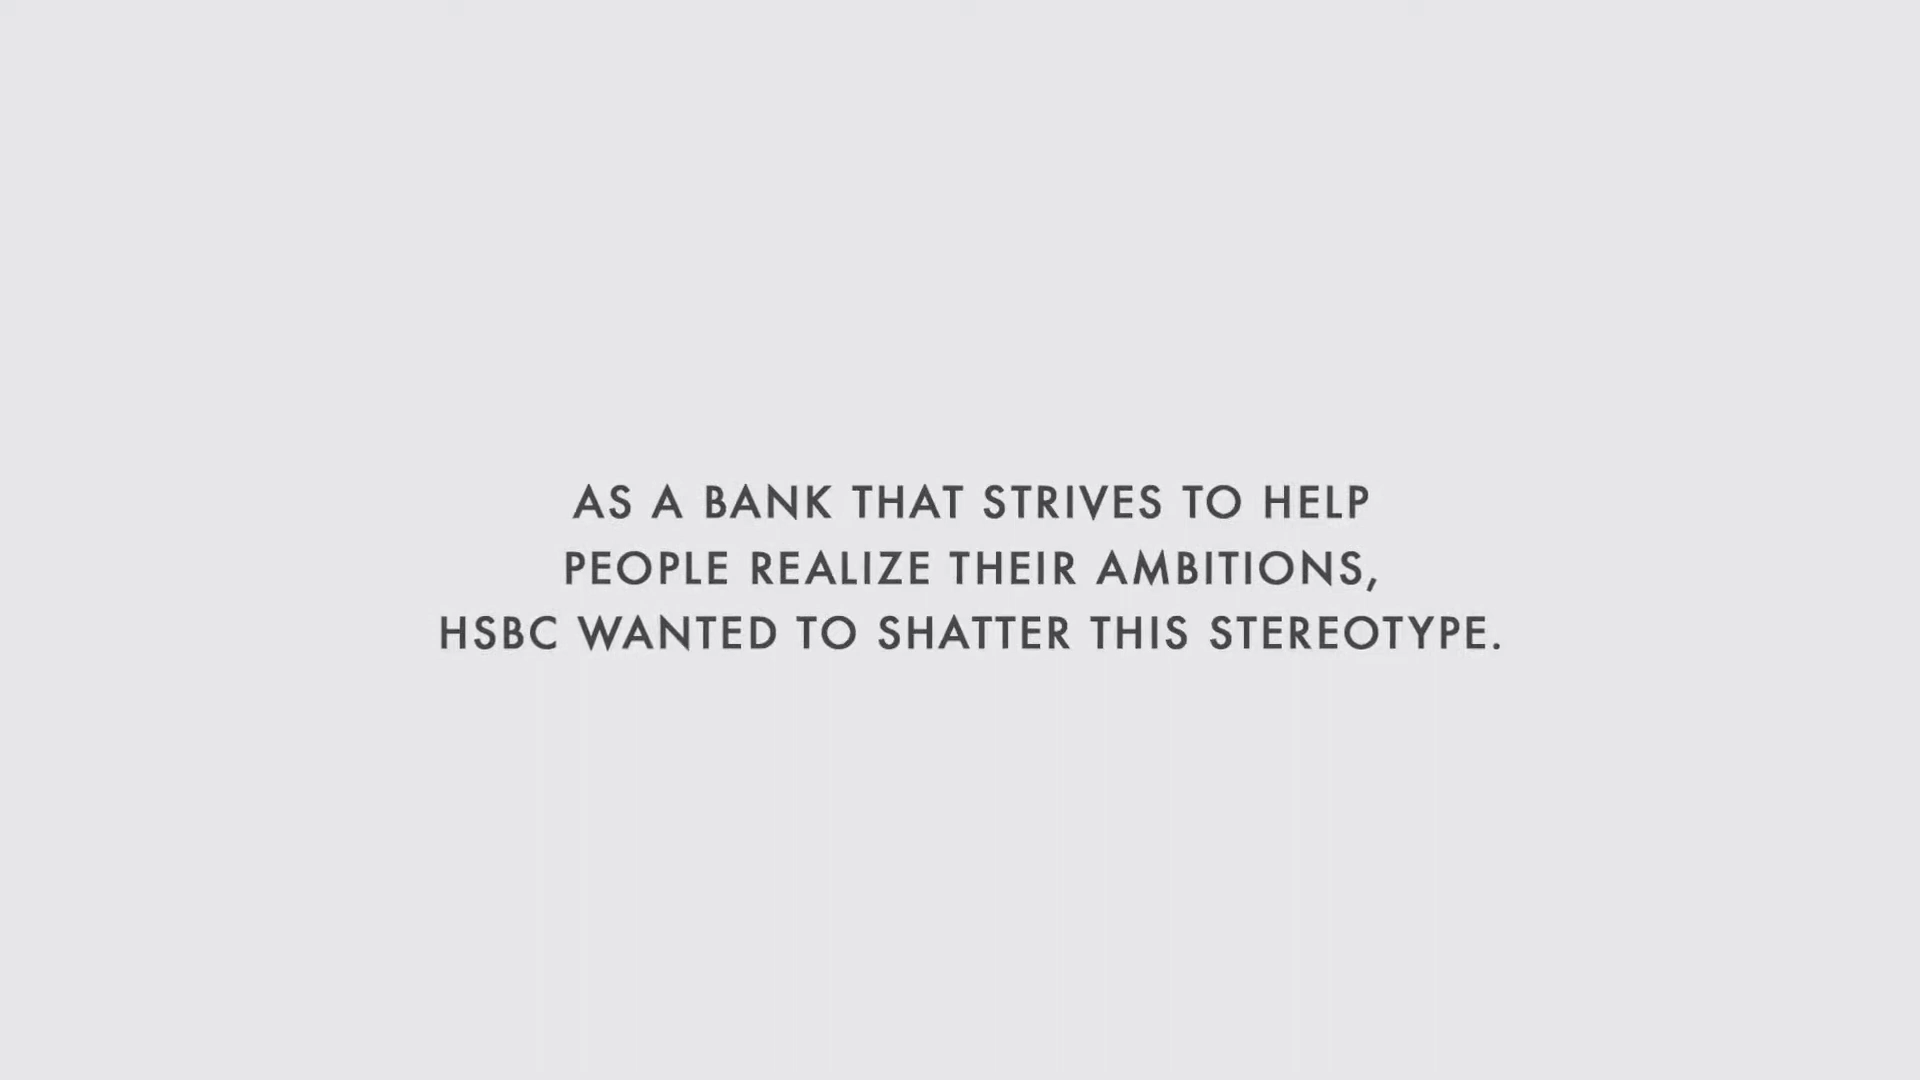 AS A BANK THAT STRIVES TO HELP
PEOPLE REALIZE THEIR AMBITIONS,
HSBC WANTED TO SHATTER THIS STEREOTYPE.